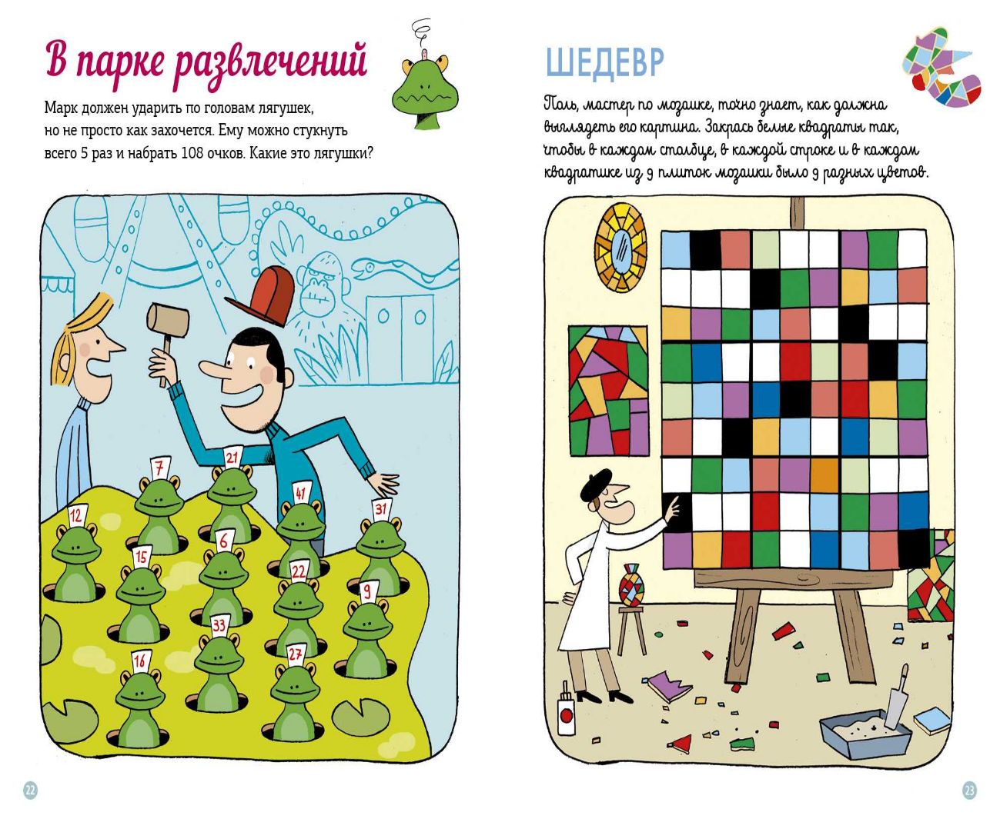 В парке развлечений
Марк должен ударить по головам лягушек,
но не просто как захочется. Ему можно стукнуть
всего 5 раз и набрать 108 очков. Какие это лягушки?
7
21
41
31
12
15
6
22
9
33
16
27
22
ШЕДЕВР
Поль, мастер по мозаике, точно знает, как должна
выглядеть его картина. Закрась белые квадраты так,
чтобы в каждом столбце, в каждой строке и в каждом
квадратике из 9 плиток мозаики было 9 разных цветов.
23